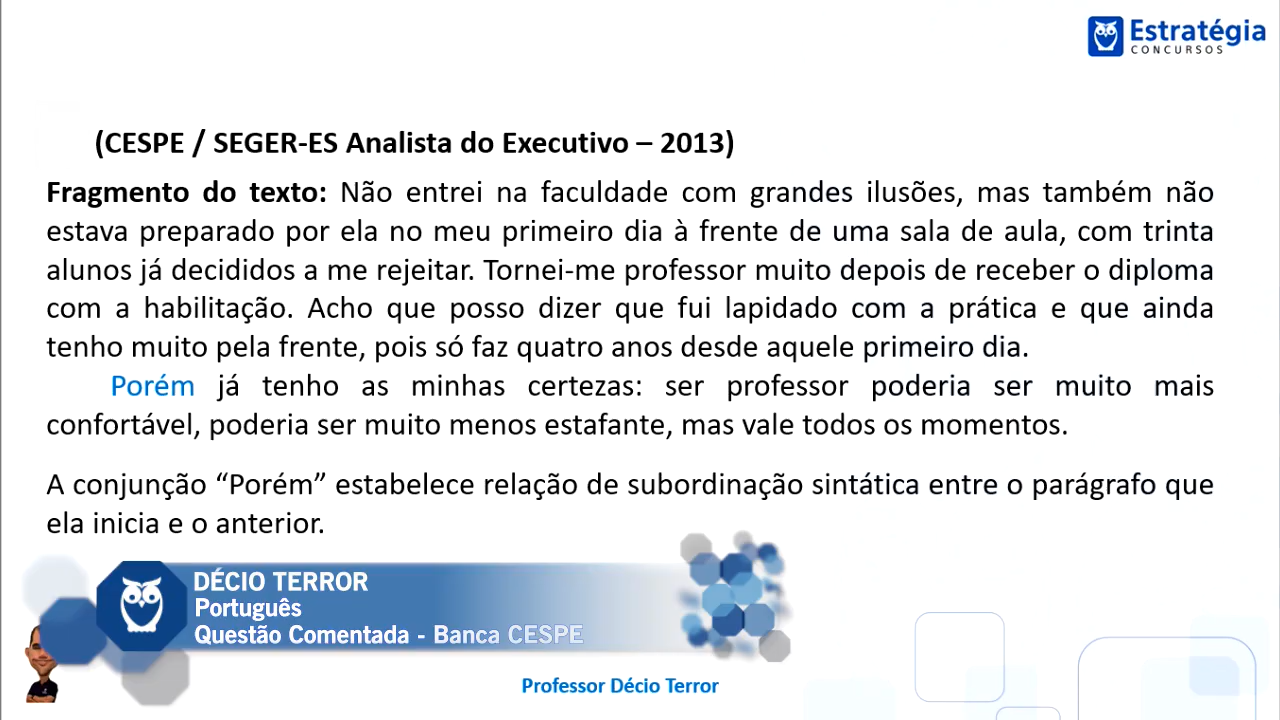 Estratégia
CONCURSOS
(CESPE / SEGER-ES Analista do Executivo – 2013)
Fragmento do texto: Não entrei na faculdade com grandes ilusões, mas também não
estava preparado por ela no meu primeiro dia à frente de uma sala de aula, com trinta
alunos já decididos a me rejeitar. Tornei-me professor muito depois de receber o diploma
com a habilitação. Acho que posso dizer que fui lapidado com a prática e que ainda
tenho muito pela frente, pois só faz quatro anos desde aquele primeiro dia.
Porém já tenho as minhas certezas: ser professor poderia ser muito mais
confortável, poderia ser muito menos estafante, mas vale todos os momentos.
A conjunção “Porém” estabelece relação de subordinação sintática entre o parágrafo que
ela inicia e o anterior.
DÉCIO TERROR
Português
Questão Comentada - Banca CESPE
Professor Décio Terror